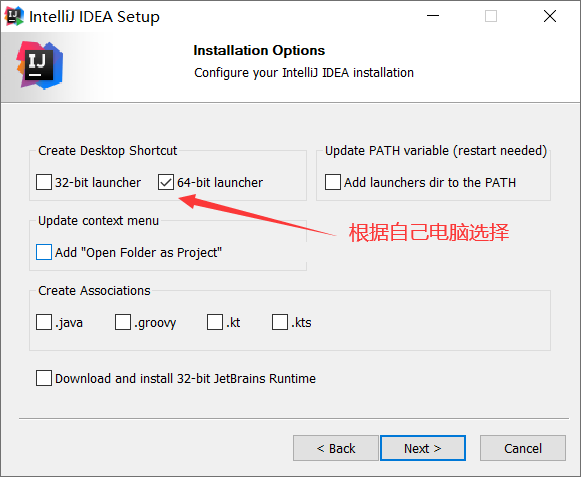 IntelliJ IDEA Setup
IJ
Installation Options
Configure your IntelliJ IDEA installation
Create Desktop Shortcut
32-bit launcher
64-bit launcher
Update PATH variable (restart needed)
Add launchers dir to the PATH
根据自己电脑选择
Update context menu
Add "Open Folder as Project"
Create Associations
.java .groovy .kt .kts
Download and install 32-bit JetBrains Runtime
< Back Next > Cancel